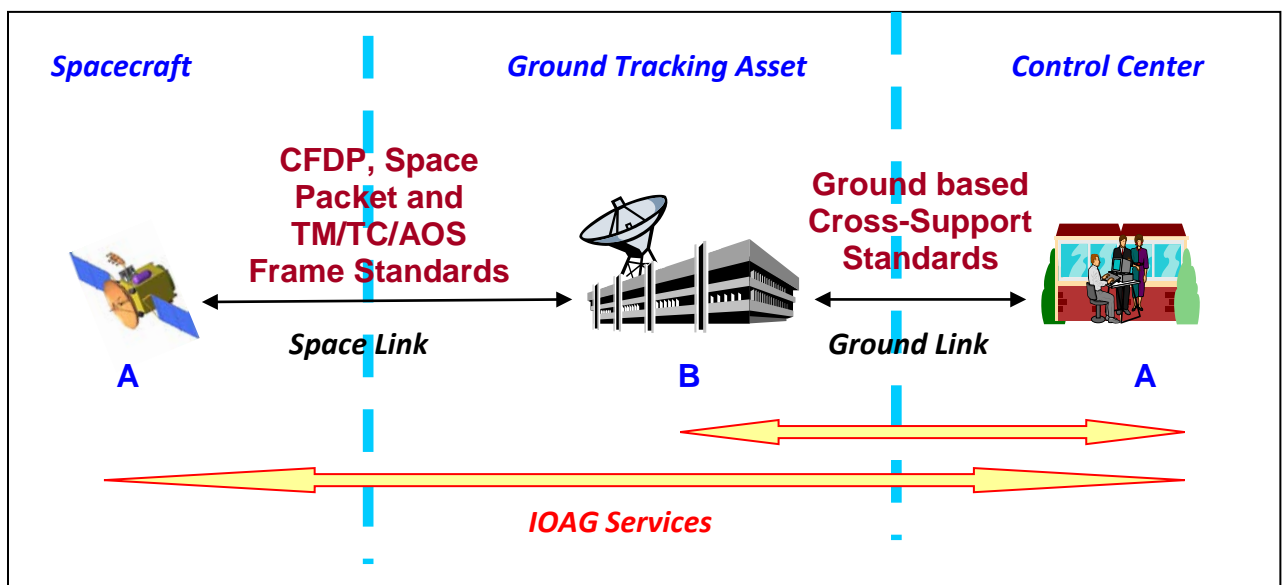 Spacecraft
Ground Tracking Asset
Control Center
CFDP, Space
Packet and
TM/TC/AOS
Frame Standards
Ground based
Cross-Support
Standards
Space Link
Ground Link
A
B
A
IOAG Services